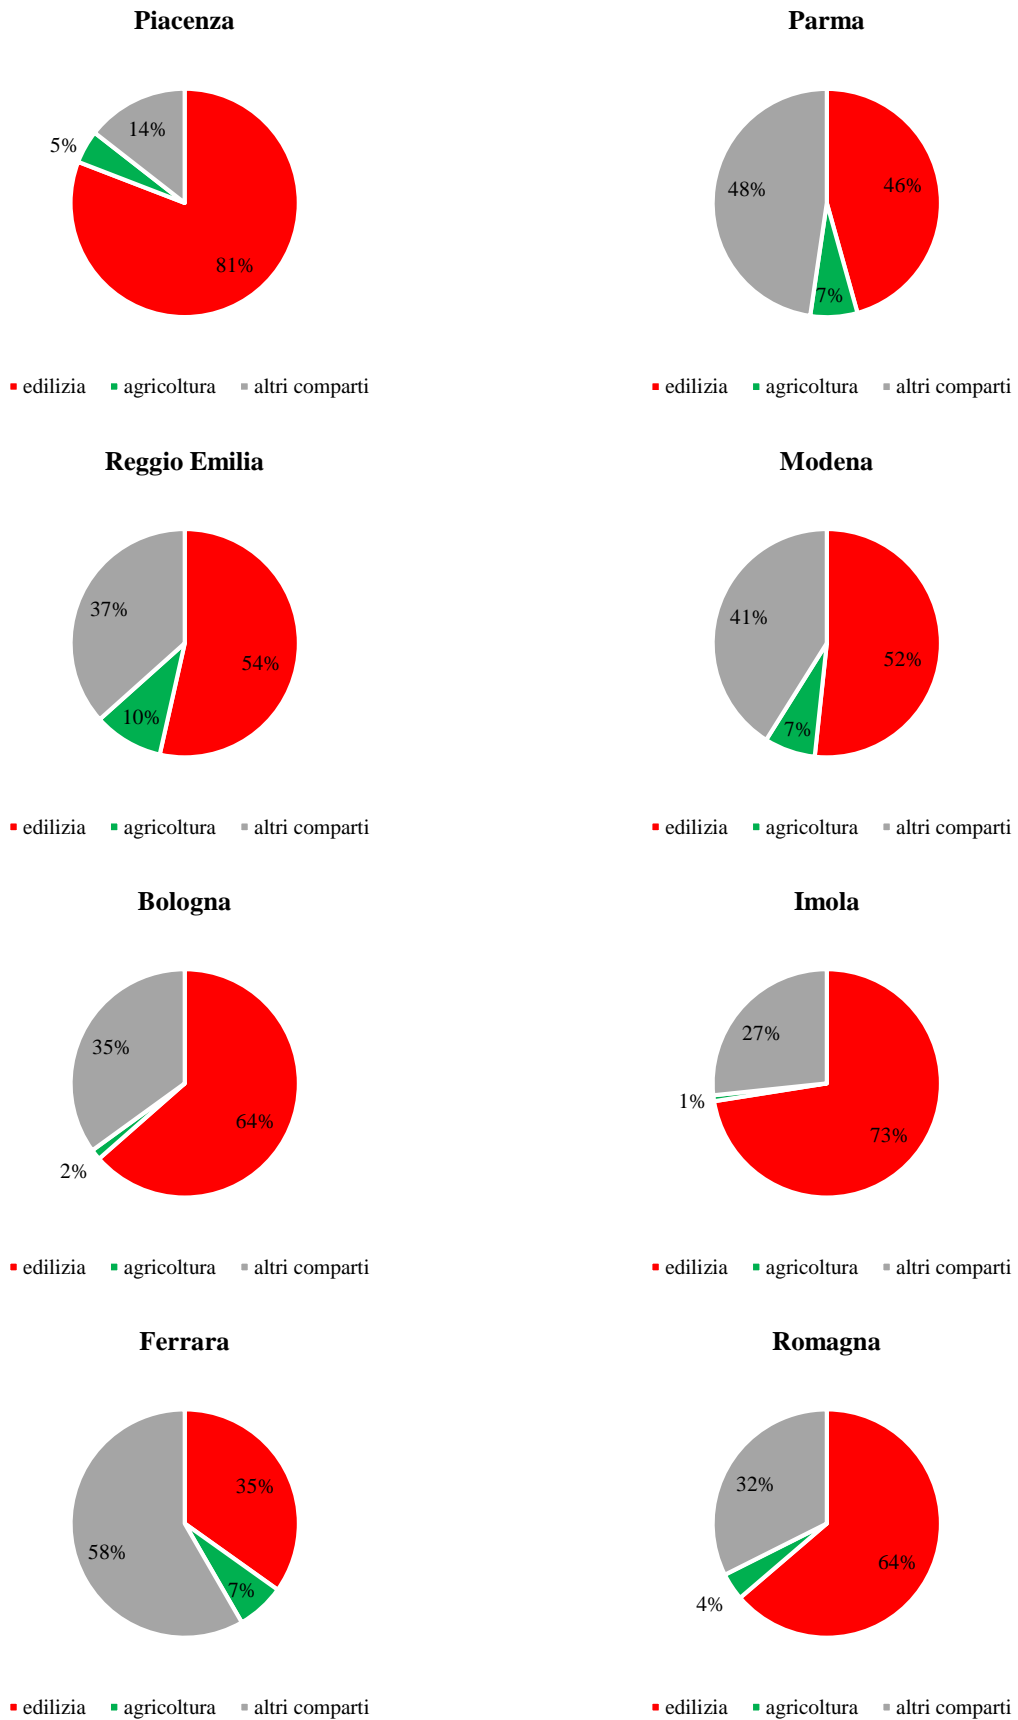 Piacenza
14%
5%
81%
edilizia agricoltura altri comparti
Parma
48%
46%
7%
edilizia agricoltura altri comparti
Reggio Emilia
37%
54%
10%
edilizia agricoltura altri comparti
Modena
41%
52%
7%
edilizia agricoltura altri comparti
Bologna
35%
64%
2%
edilizia agricoltura altri comparti
Imola
27%
1%
73%
edilizia agricoltura altri comparti
Ferrara
35%
58%
7%
edilizia agricoltura altri comparti
Romagna
32%
64%
4%
edilizia agricoltura altri comparti